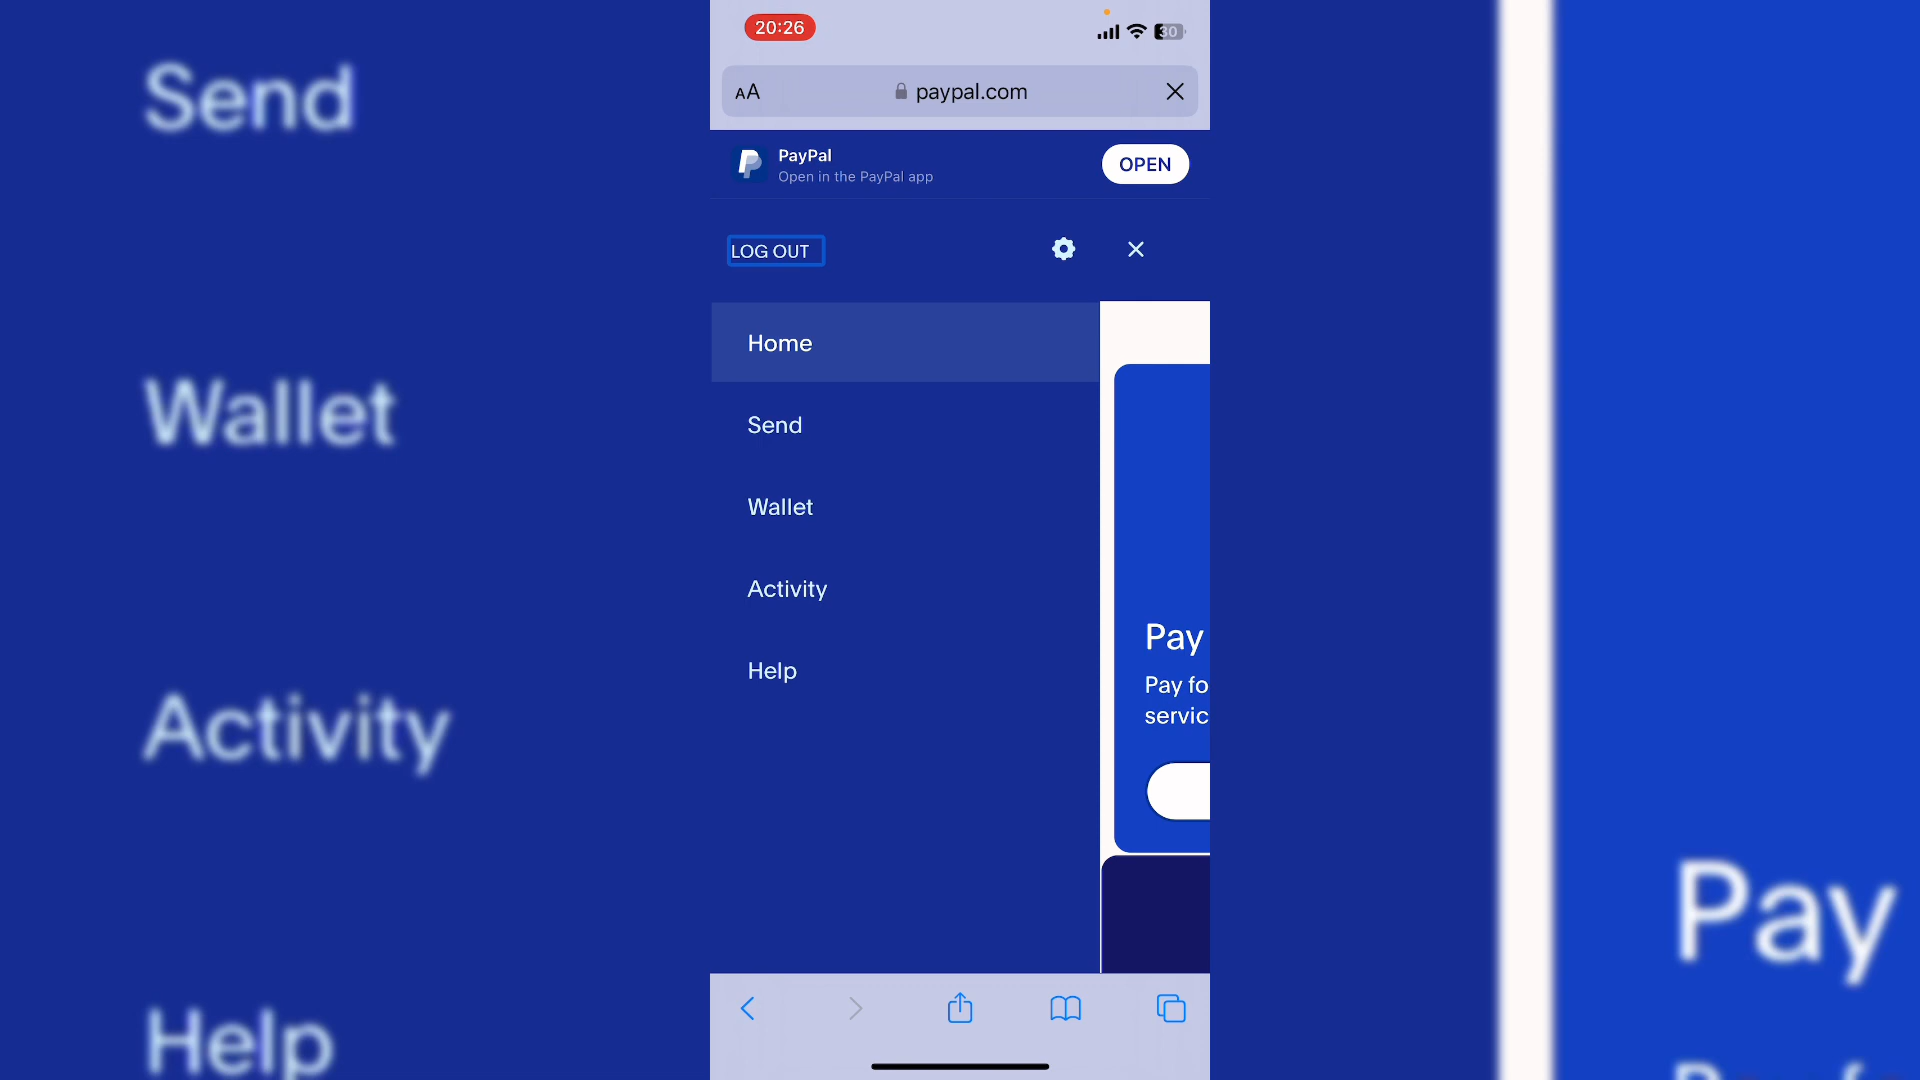 20:26
30
AA
paypal.com
PayPal
Open in the PayPal app
OPEN
LOG OUT
Home
Send
Wallet
Activity
Help
Pay
Pay fo
servic
Send
Wallet
Activity
Help
Pay